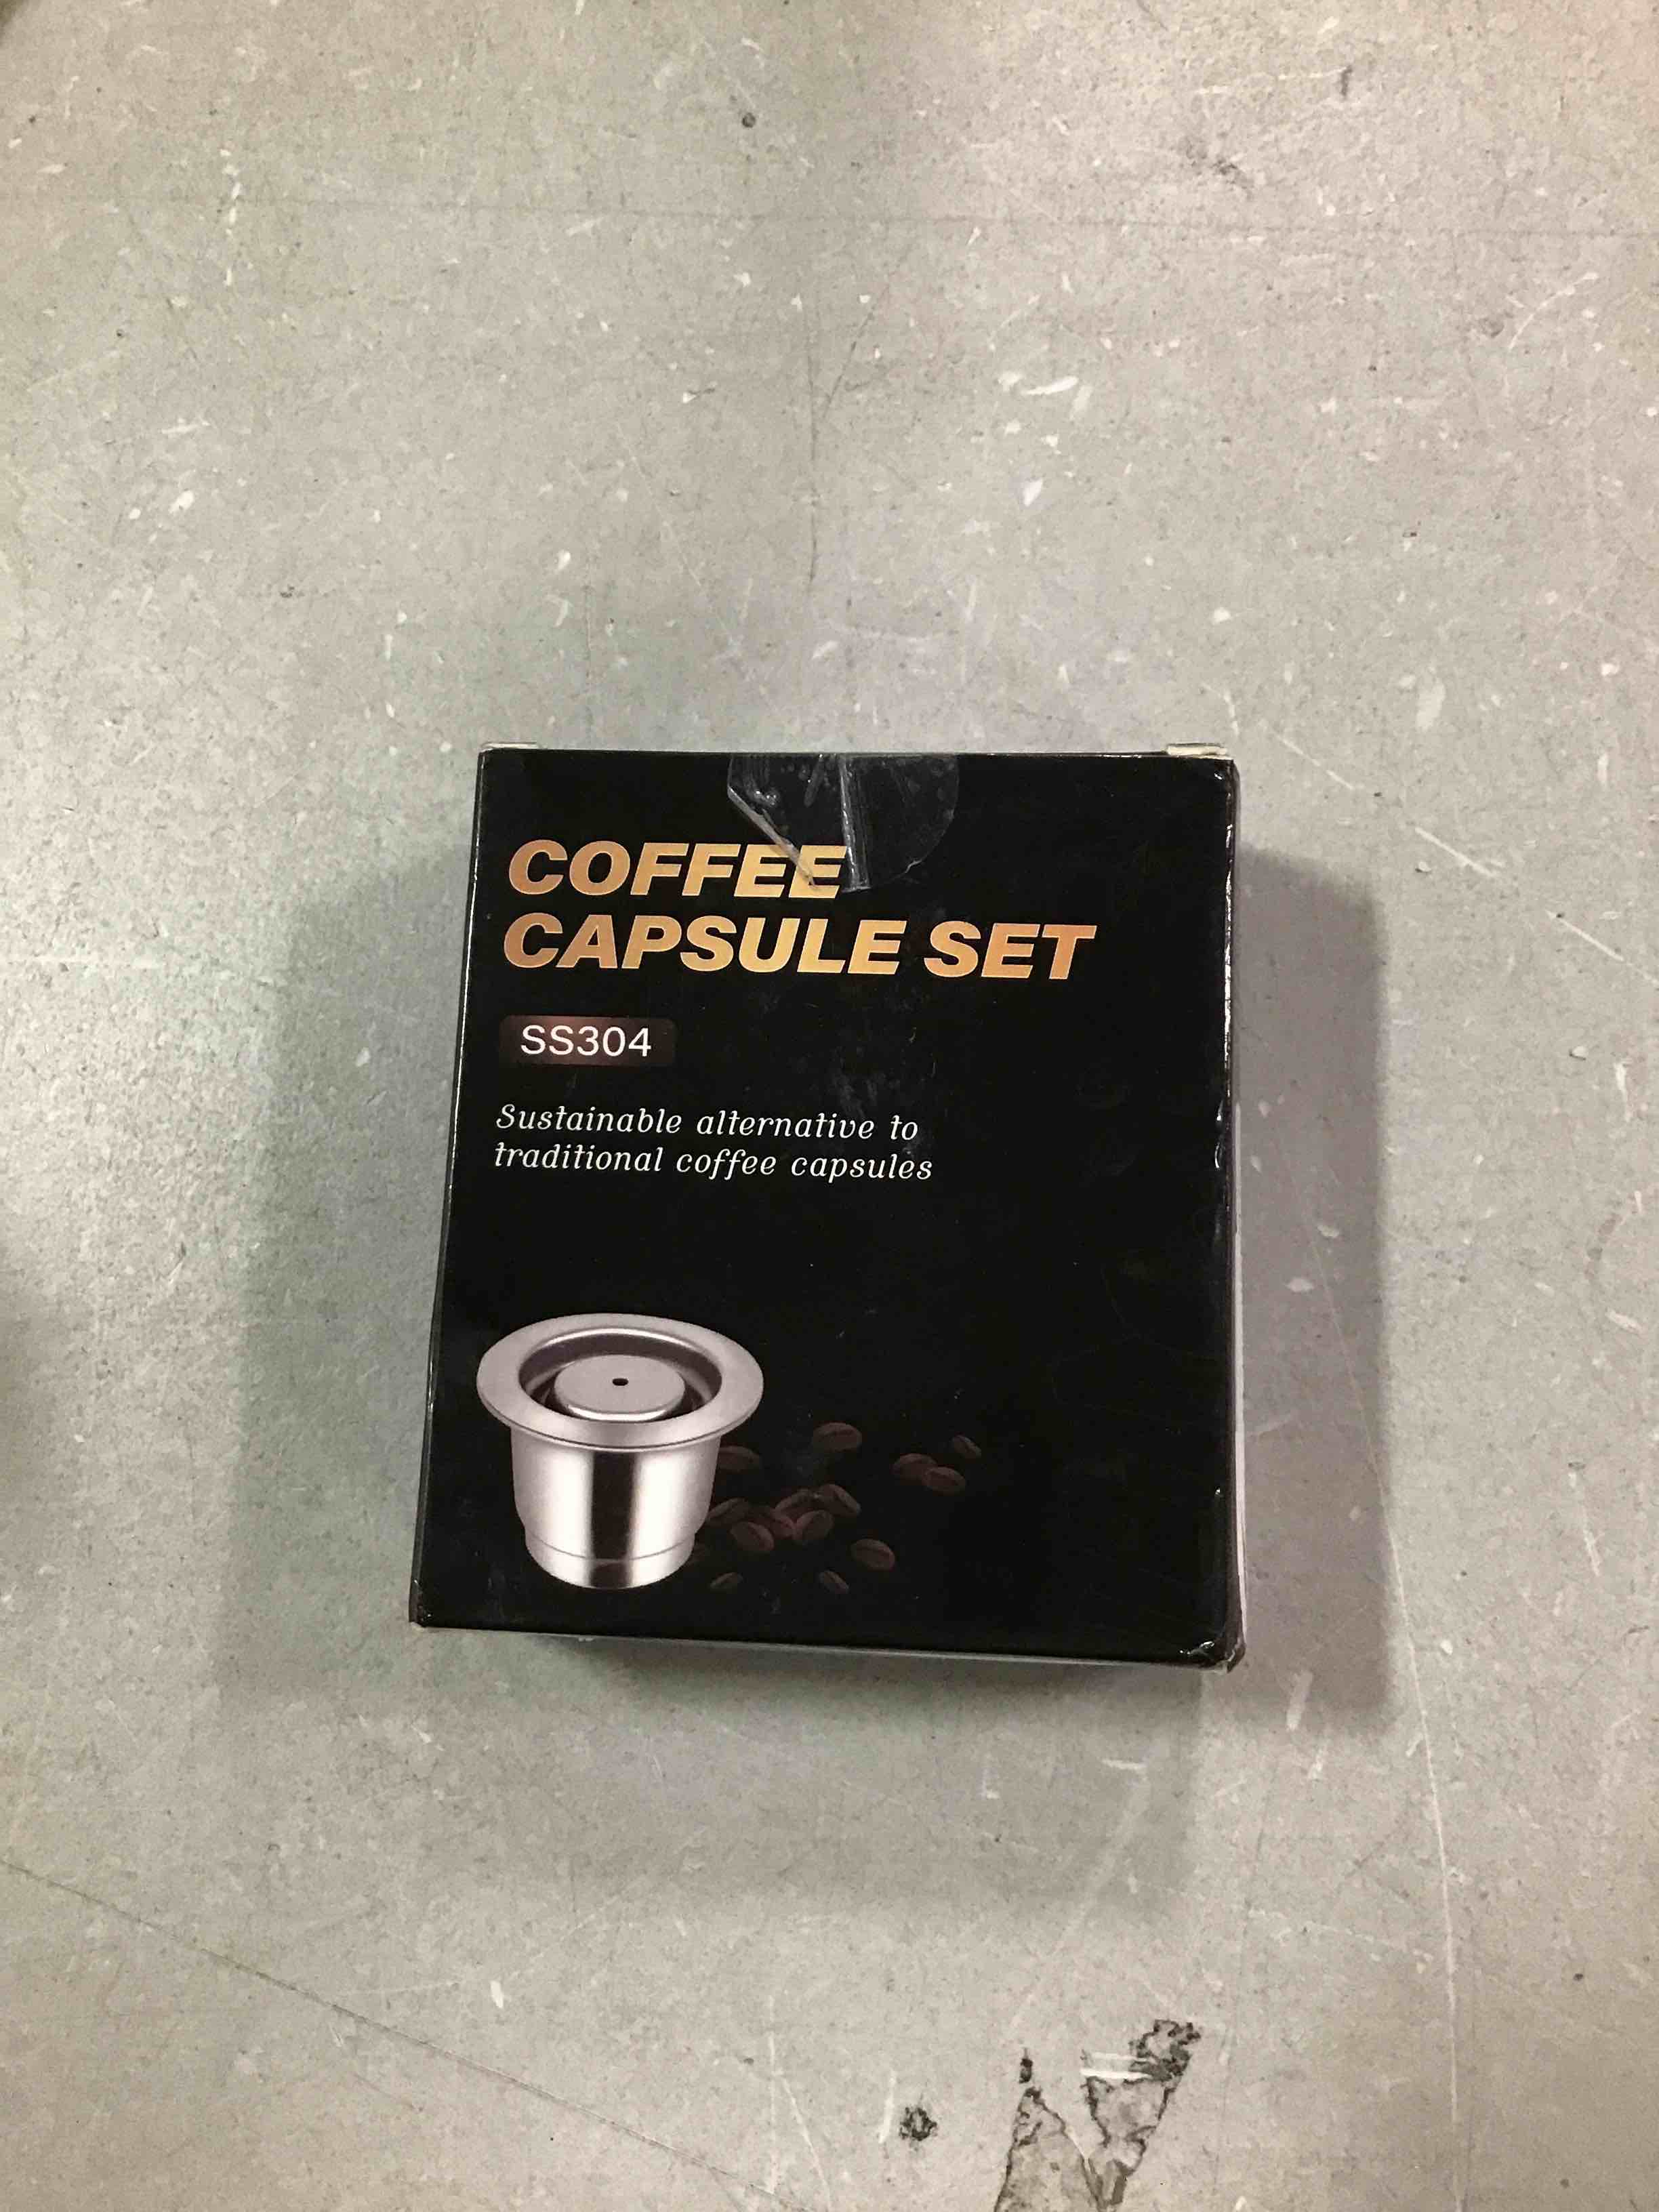 COFFEE
CAPSULE SET
SS304
Sustainable alternative to
traditional coffee capsules